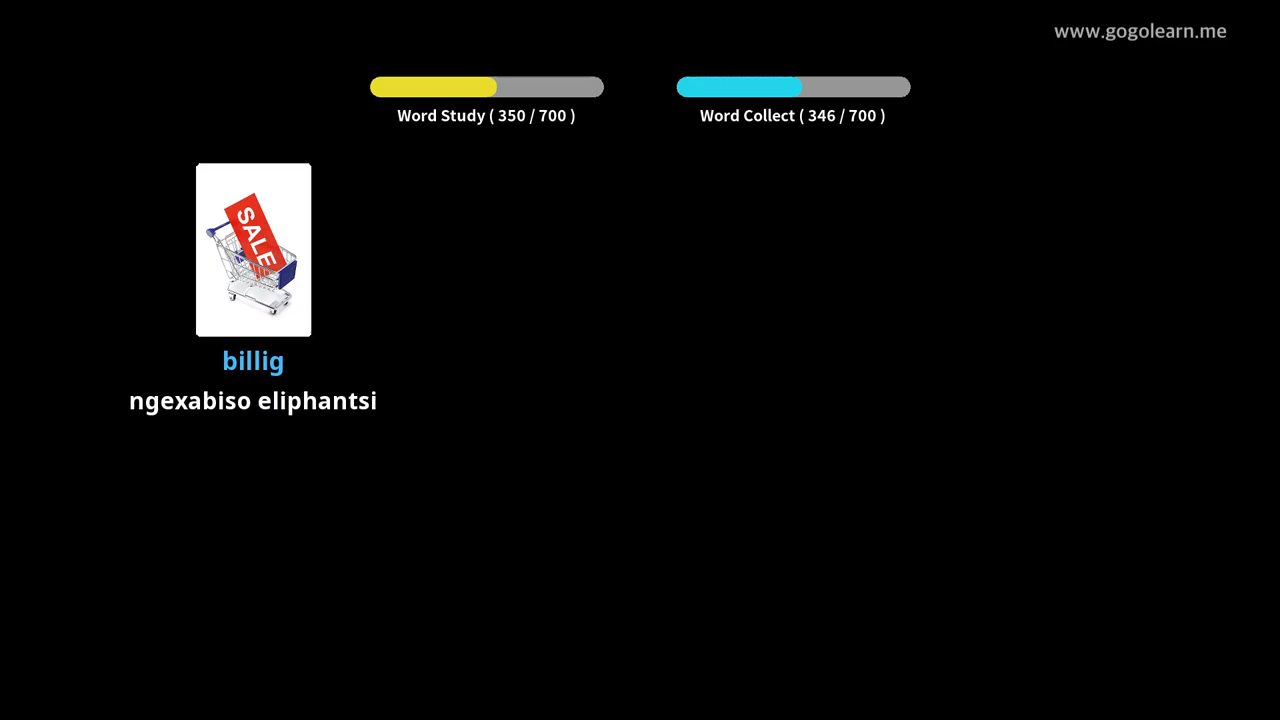 www.gogolearn.me
Word Study ( 350 / 700 )
Word Collect ( 346 / 700 )
SALE
billig
ngexabiso eliphantsi